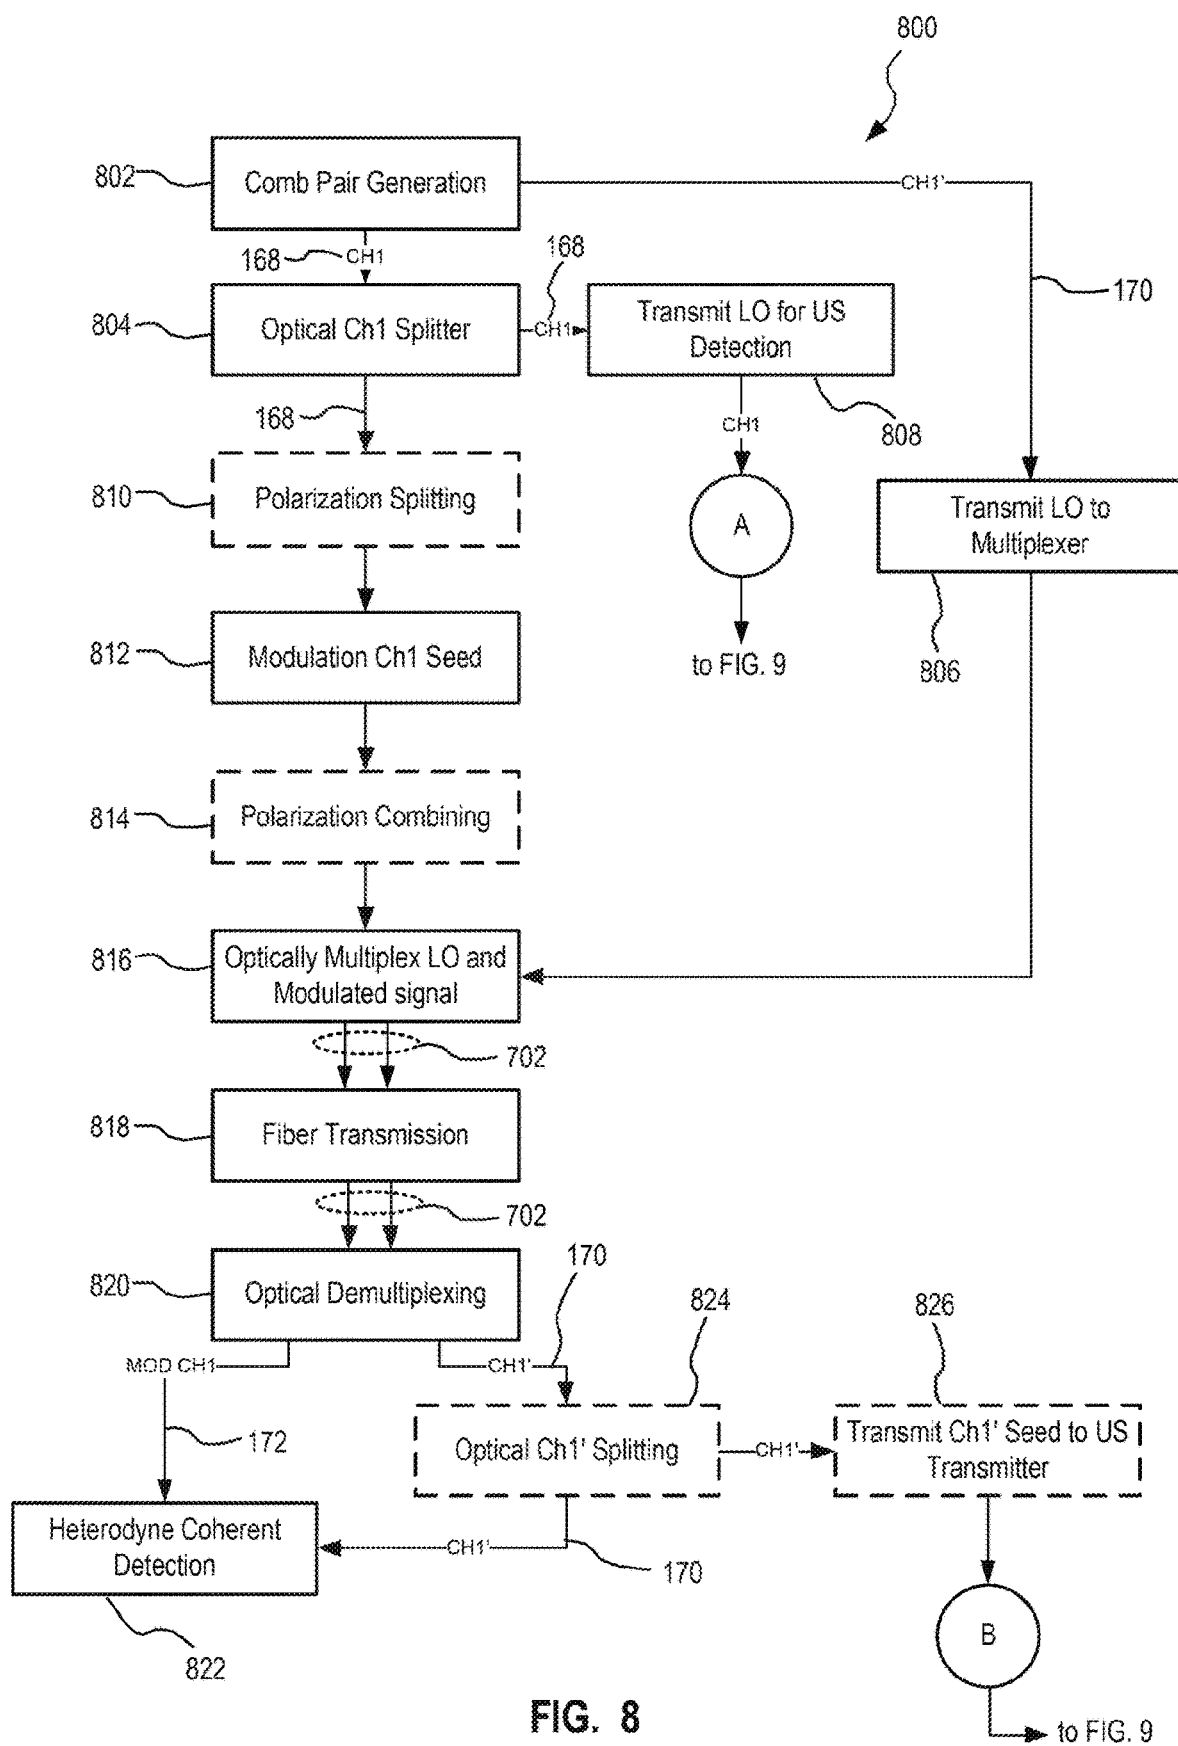 800
802
Comb Pair Generation
CH1'
168
CH1
168
170
804
Optical Ch1 Splitter
CH1
Transmit LO for US
Detection
168
CH1
808
810
Polarization Splitting
A
Transmit LO to
Multiplexer
812
Modulation Ch1 Seed
to FIG. 9
806
814
Polarization Combining
816
Optically Multiplex LO and
Modulated signal
702
818
Fiber Transmission
702
820
Optical Demultiplexing
170
824
826
MOD CH1
CH1'
172
Optical Ch1' Splitting
CH1'
Transmit Ch1' Seed to US
Transmitter
Heterodyne Coherent
Detection
CH1'
170
822
B
FIG. 8
to FIG. 9